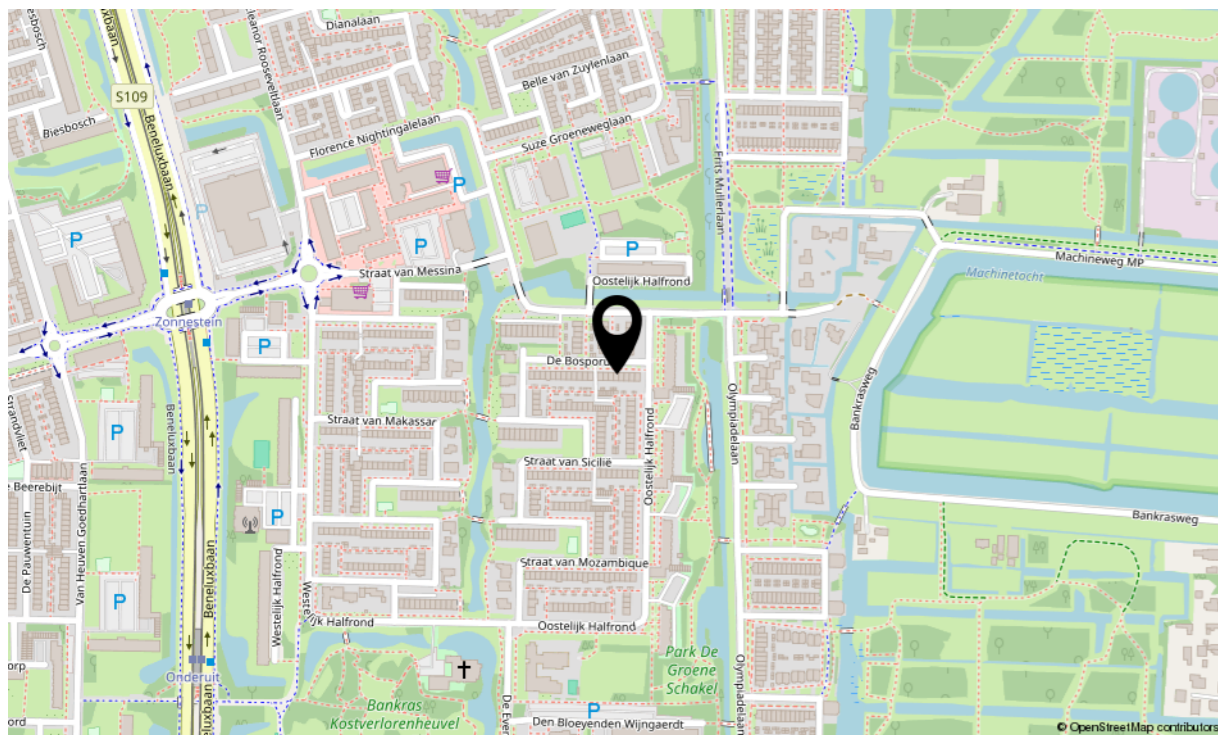 Biesbosch
Beneluxbaan
Eleanor Rooseveltlaan
Dianalaan
S109
Belle van Zuylenlaan
Biesbosch
Beneluxbaan
Florence Nightingalelaan
Suze Groeneweglaan
Frits Mullerlaan
P
P
P
P
P
Straat van Messina
Oostelijk Halfrond
Machineweg MP
Machinetocht
Zonnestein
P
De Bosporus
Bankrasweg
Olympiadelaan
Beneluxbaan
Straat van Makassar
Oostelijk Halfrond
P
Straat van Sicilië
Beerebijt
P
Bankrasweg
De Pauwentuin
Van Heuven Goedhartlaan
Westelijk Halfrond
Straat van Mozambique
P
Beneluxbaan
Westelijk Halfrond
Oostelijk Halfrond
Park De
Groene
Schakel
Olympiadelaan
Onderuit
Bankras
Kostverlorenheuvel
P
Den Bloeyenden Wijngaerdt
© OpenStreetMap contributors